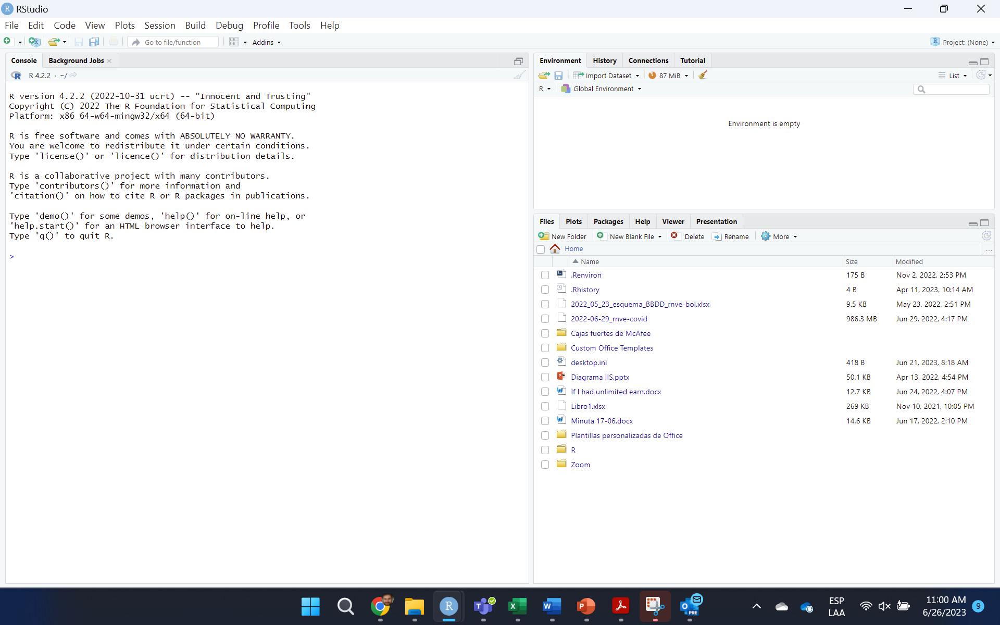 RStudio
File Edit Code View Plots Session Build Debug Profile Tools Help
Go to file/function Addins Project: (None)
Console Background Jobs
R 4.2.2 · ~/
R version 4.2.2 (2022-10-31 ucrt) -- "Innocent and Trusting"
Copyright (C) 2022 The R Foundation for Statistical Computing
Platform: x86_64-w64-mingw32/x64 (64-bit)
R is free software and comes with ABSOLUTELY NO WARRANTY.
You are welcome to redistribute it under certain conditions.
Type 'license()' or 'licence()' for distribution details.
R is a collaborative project with many contributors.
Type 'contributors()' for more information and
'citation()' on how to cite R or R packages in publications.
Type 'demo()' for some demos, 'help()' for on-line help, or
'help.start()' for an HTML browser interface to help.
Type 'q()' to quit R.
>
Environment History Connections Tutorial
Import Dataset 87 MiB List
R Global Environment
Environment is empty
Files Plots Packages Help Viewer Presentation
New Folder New Blank File Delete Rename More
Home ...
Name Size Modified
.Renviron 175 B Nov 2, 2022, 2:53 PM
.Rhistory 4 B Apr 11, 2023, 10:14 AM
2022_05_23_esquema_BBDD_rnve-bol.xlsx 9.5 KB May 23, 2022, 2:51 PM
2022-06-29_rnve-covid 986.3 MB Jun 29, 2022, 4:17 PM
Cajas fuertes de McAfee
Custom Office Templates
desktop.ini 418 B Jun 21, 2023, 8:18 AM
Diagrama IIS.pptx 50.1 KB Apr 13, 2022, 4:54 PM
If I had unlimited earn.docx 12.7 KB Jun 24, 2022, 4:07 PM
Libro1.xlsx 269 KB Nov 10, 2021, 10:05 PM
Minuta 17-06.docx 14.6 KB Jun 17, 2022, 2:10 PM
Plantillas personalizadas de Office
R
Zoom
ESP 11:00 AM
LAA 6/26/2023 9
PRE